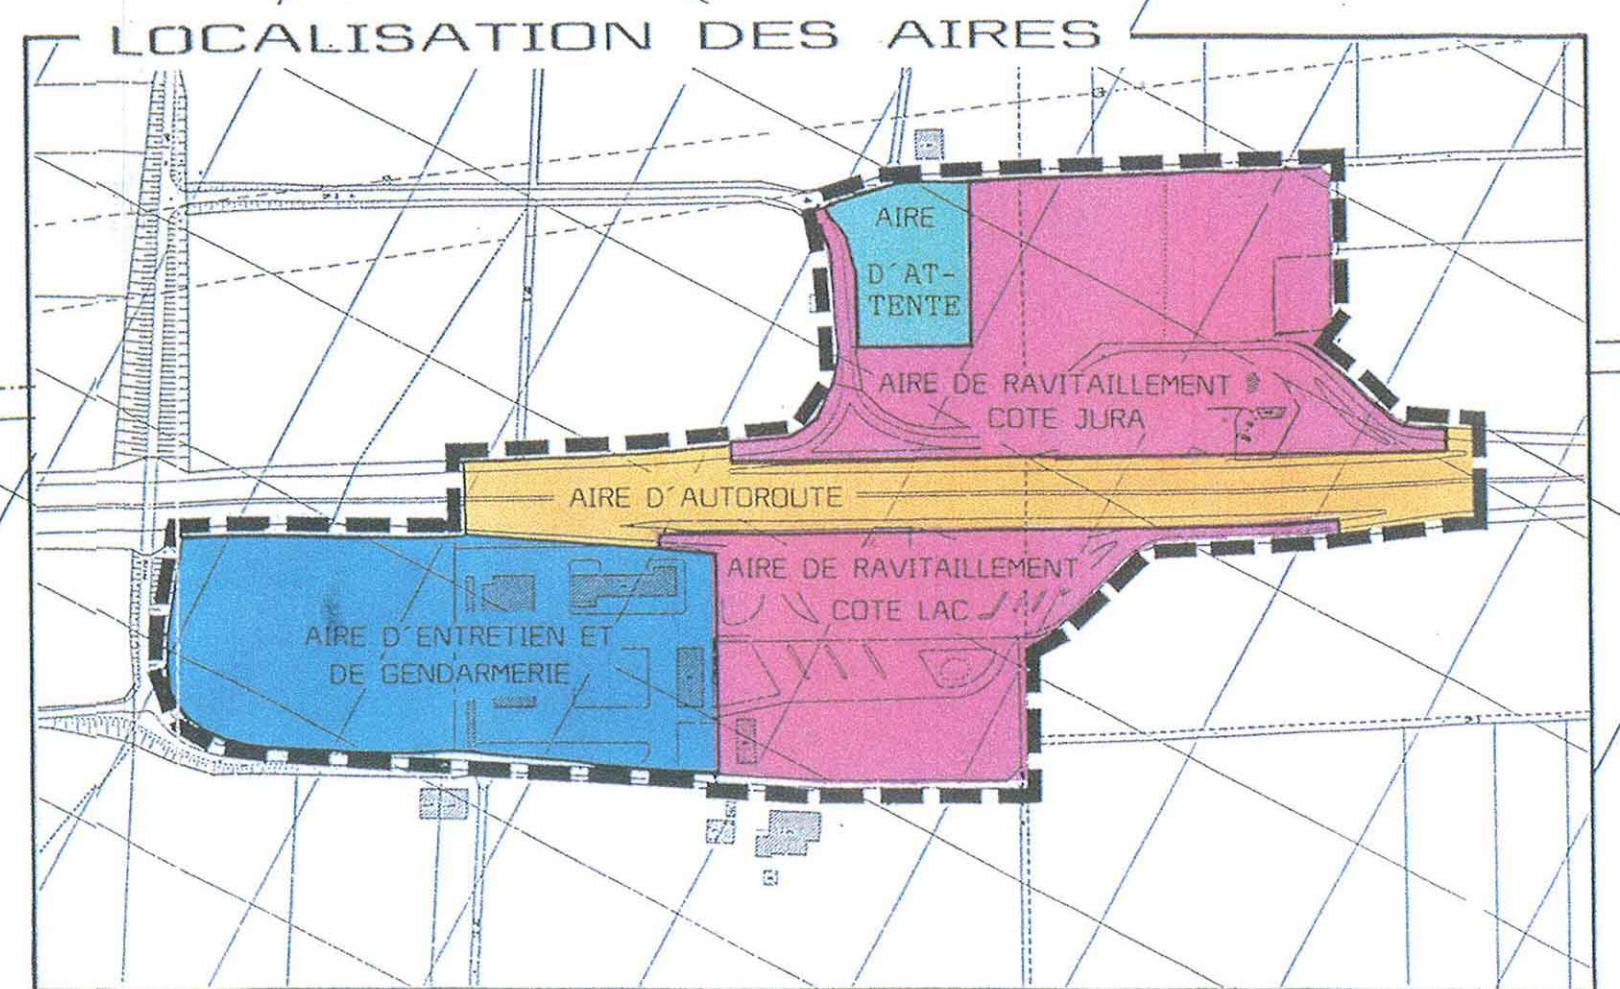 LOCALISATION DES AIRES
AIRE
D'AT-
TENTE
AIRE DE RAVITAILLEMENT
COTE JURA
AIRE D'AUTOROUTE
AIRE DE RAVITAILLEMENT
COTE LAC
AIRE D'ENTRETIEN ET
DE GENDARMERIE